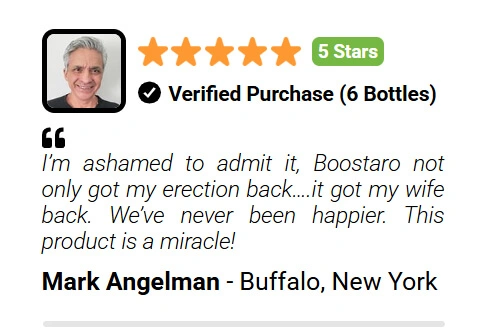 5 Stars
Verified Purchase (6 Bottles)
“
I’m ashamed to admit it, Boostaro not
only got my erection back....it got my wife
back. We’ve never been happier. This
product is a miracle!
Mark Angelman - Buffalo, New York